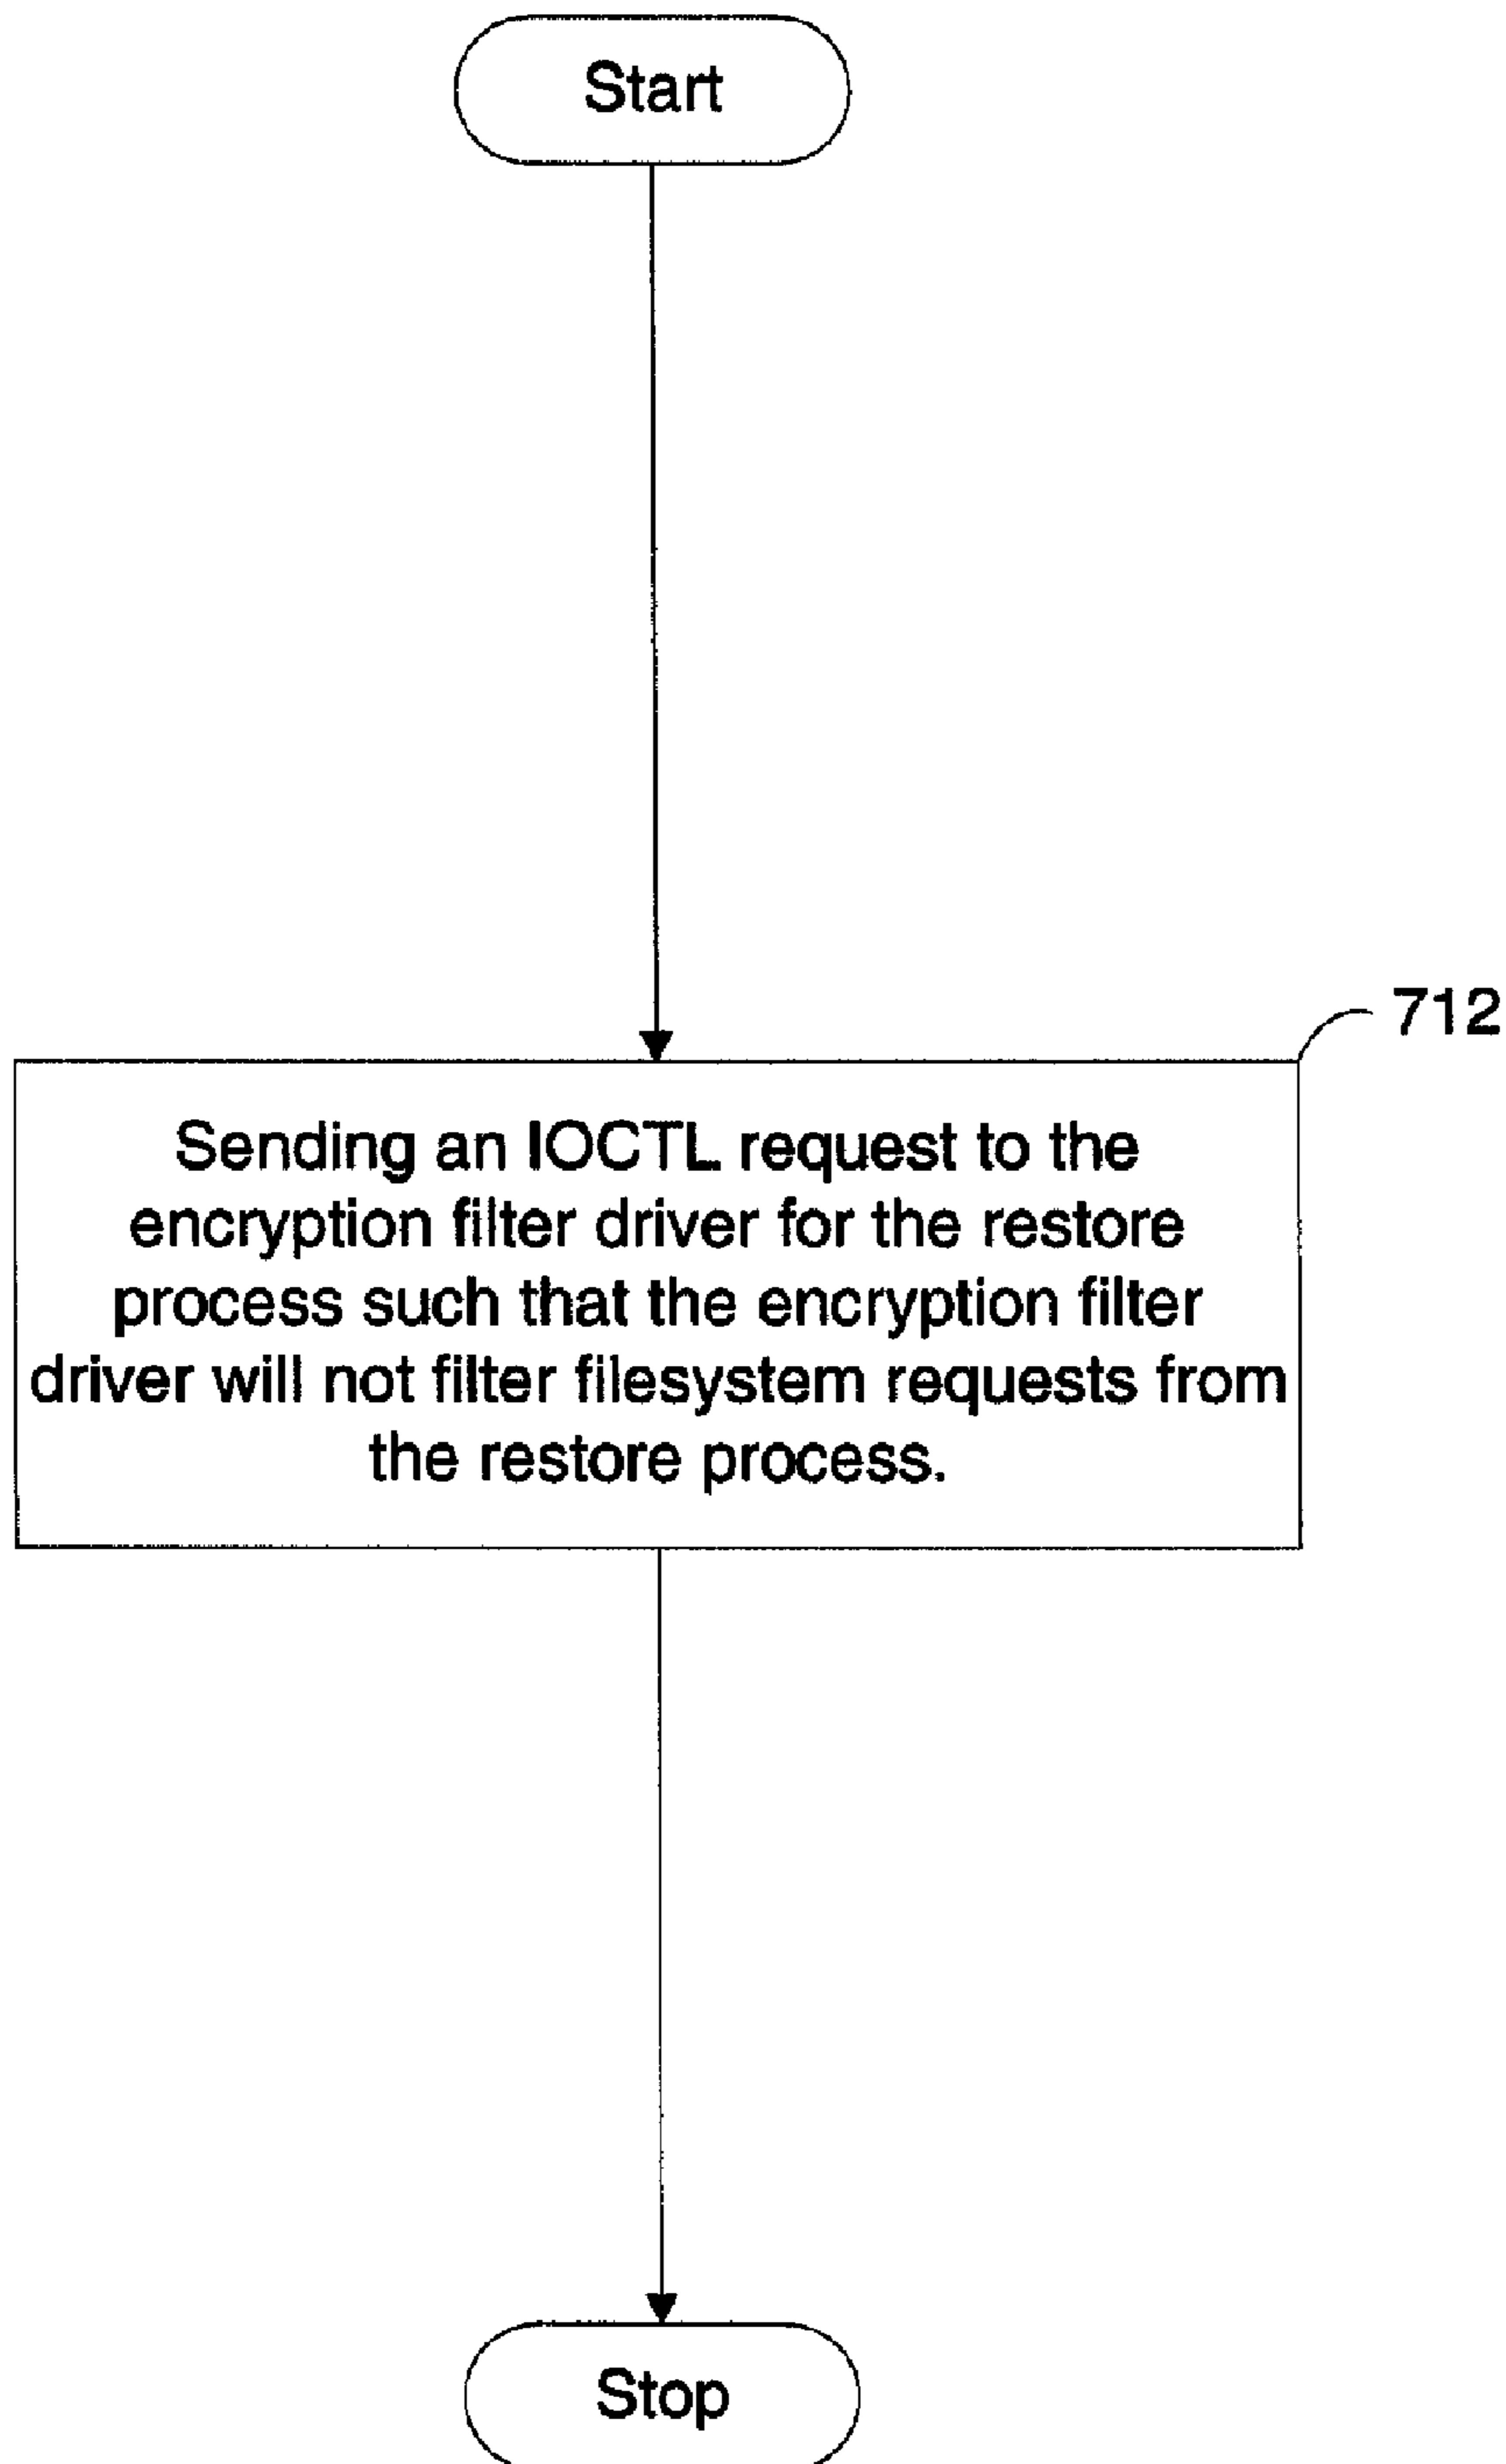 Start
712
Sending an IOCTL request to the
encryption filter driver for the restore
process such that the encryption filter
driver will not filter filesystem requests from
the restore process.
Stop